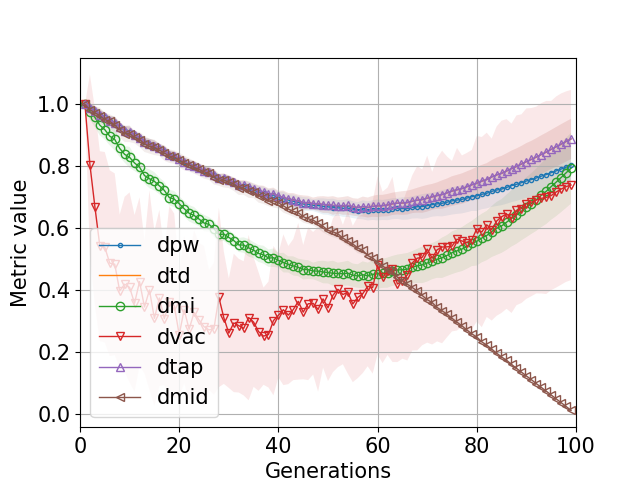 1.0
0.8
0.6
0.4
0.2
0.0
Metric value
dpw
dtd
dmi
dvac
dtap
dmid
0 20 40 60 80 100
Generations